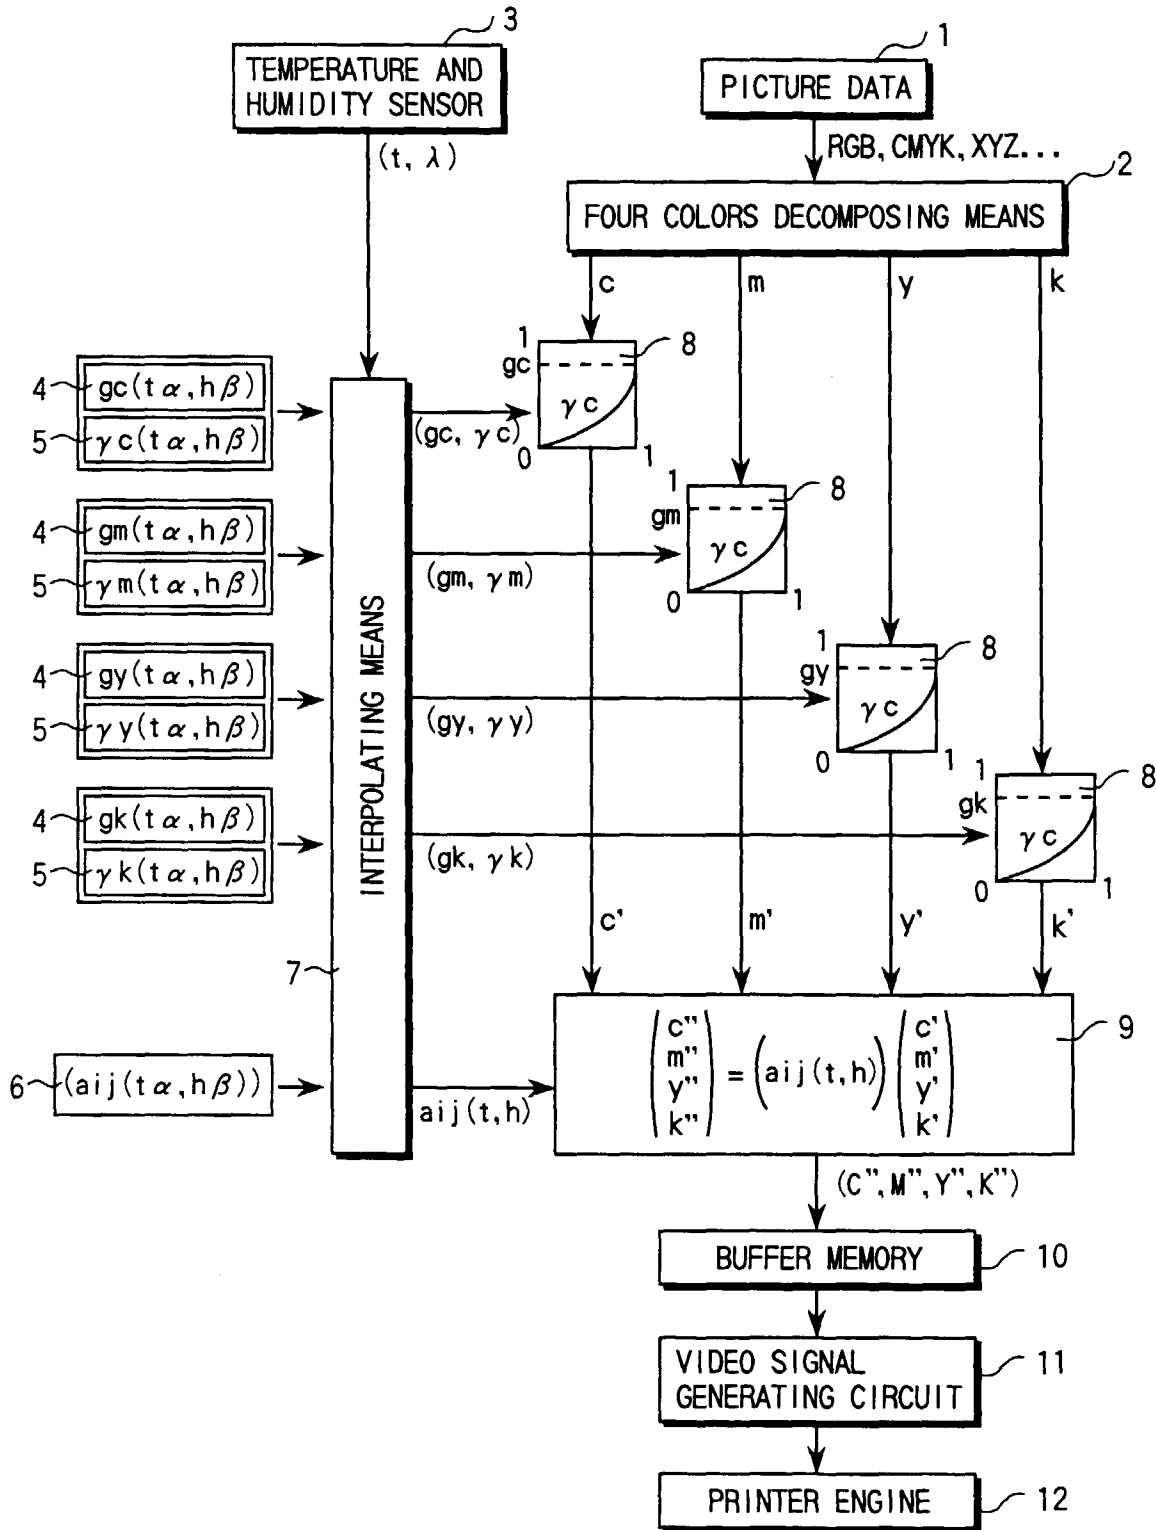 3
TEMPERATURE AND
HUMIDITY SENSOR
(t, λ)
1
PICTURE DATA
RGB, CMYK, XYZ...
2
FOUR COLORS DECOMPOSING MEANS
c
m
y
k
4
gc(tα,hβ)
5
γc(tα,hβ)
4
gm(tα,hβ)
5
γm(tα,hβ)
4
gy(tα,hβ)
5
γy(tα,hβ)
4
gk(tα,hβ)
5
γk(tα,hβ)
6
(aij(tα,hβ))
7
INTERPOLATING MEANS
(gc, γc)
1
gc
γc
0
1
8
(gm, γm)
1
gm
γc
0
1
8
(gy, γy)
1
gy
γc
0
1
8
(gk, γk)
1
gk
γc
0
1
8
c'
m'
y'
k'
aij(t,h)
9
c"
m"
y"
k"
= (aij(t,h))
c'
m'
y'
k'
(C", M", Y", K")
BUFFER MEMORY
10
VIDEO SIGNAL
GENERATING CIRCUIT
11
PRINTER ENGINE
12